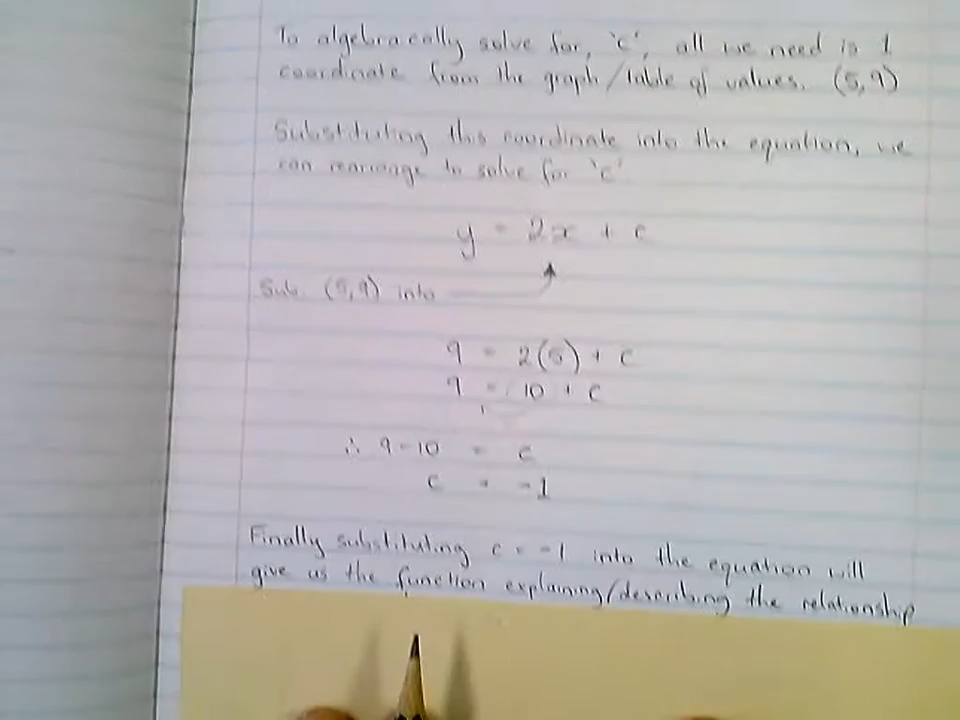 To algebracally solve for, 'c', all we need is 1
coordinate from the graph/table of values. (5,9)
Substituting this coordinate into the equation, we
can rearrange to solve for 'c'
y = 2x + c
Sub. (5,9) into
9 = 2(5) + c
9 = 10 + c
∴ 9-10 = c
c = -1
Finally substituting c = -1 into the equation will
give us the function explaining/describing the relationship